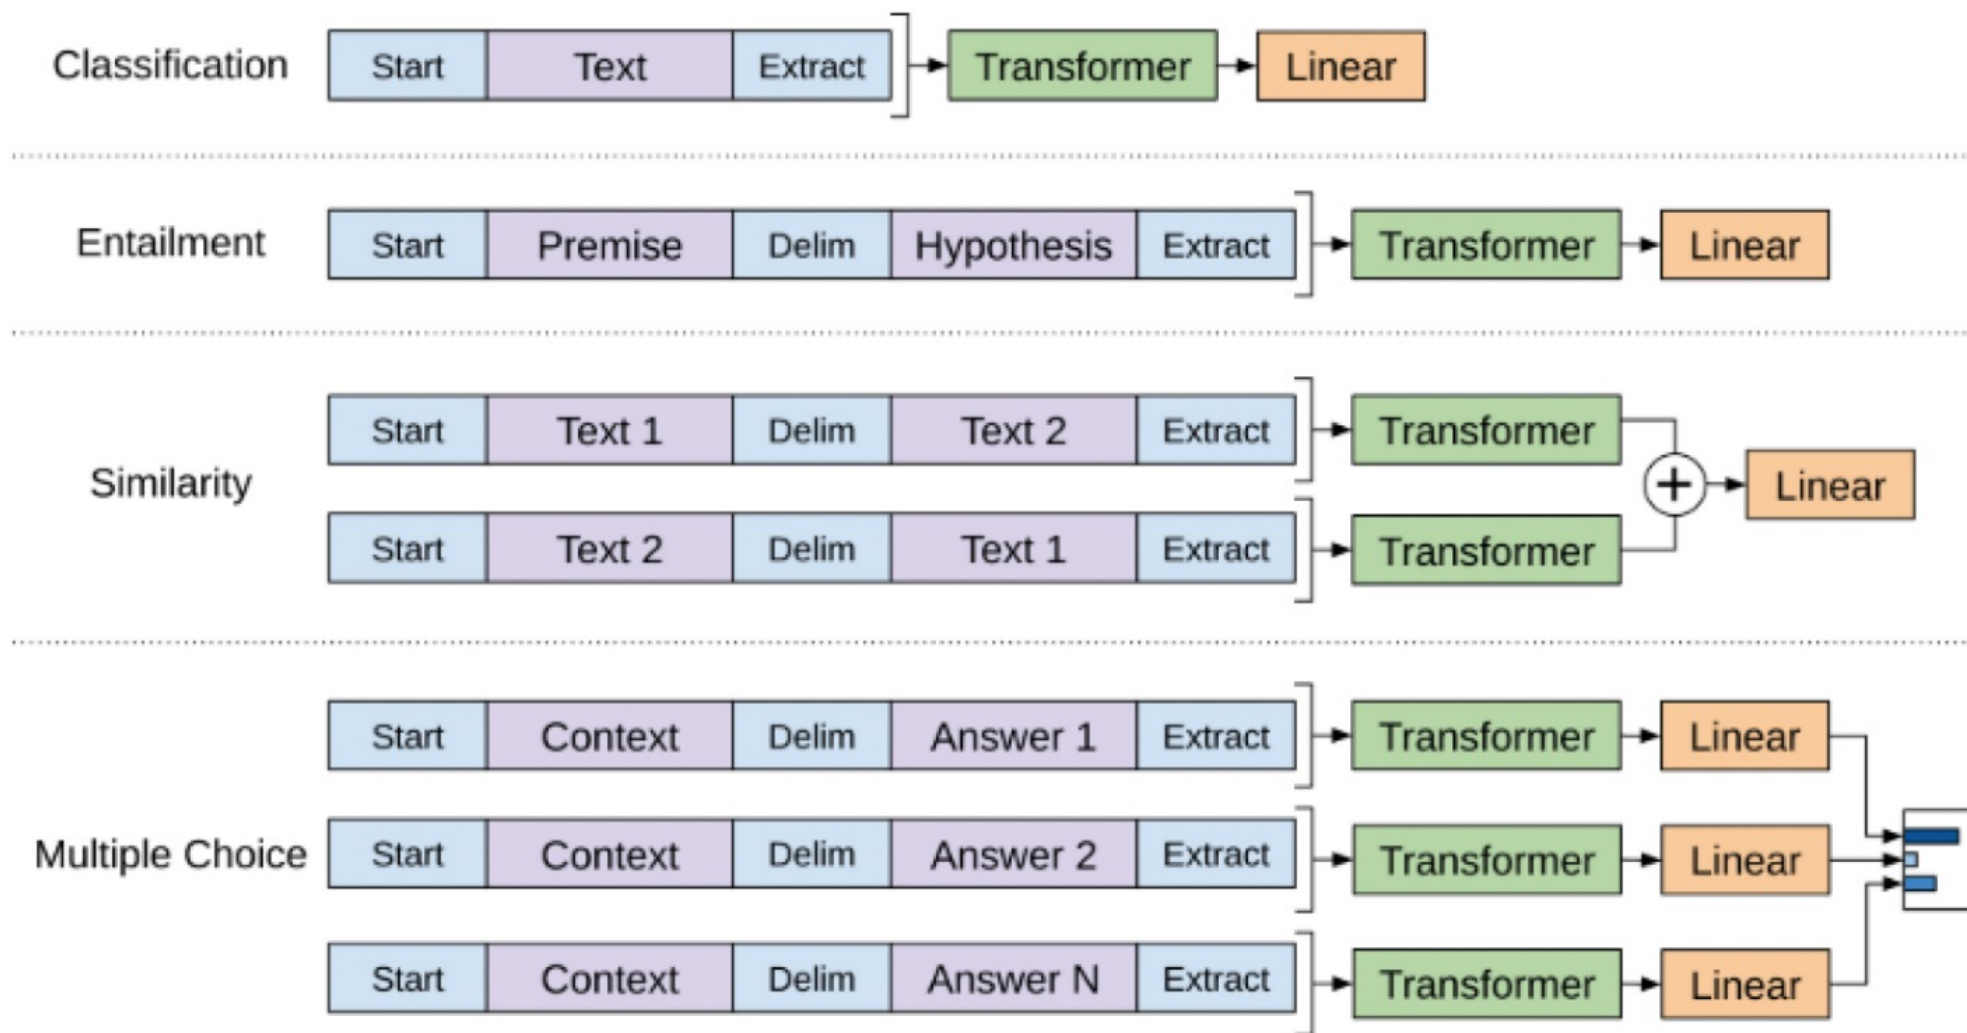 Classification Start Text Extract Transformer Linear
Entailment Start Premise Delim Hypothesis Extract Transformer Linear
Similarity
Start Text 1 Delim Text 2 Extract Transformer
+ Linear
Start Text 2 Delim Text 1 Extract Transformer
Multiple Choice
Start Context Delim Answer 1 Extract Transformer Linear
Start Context Delim Answer 2 Extract Transformer Linear
Start Context Delim Answer N Extract Transformer Linear